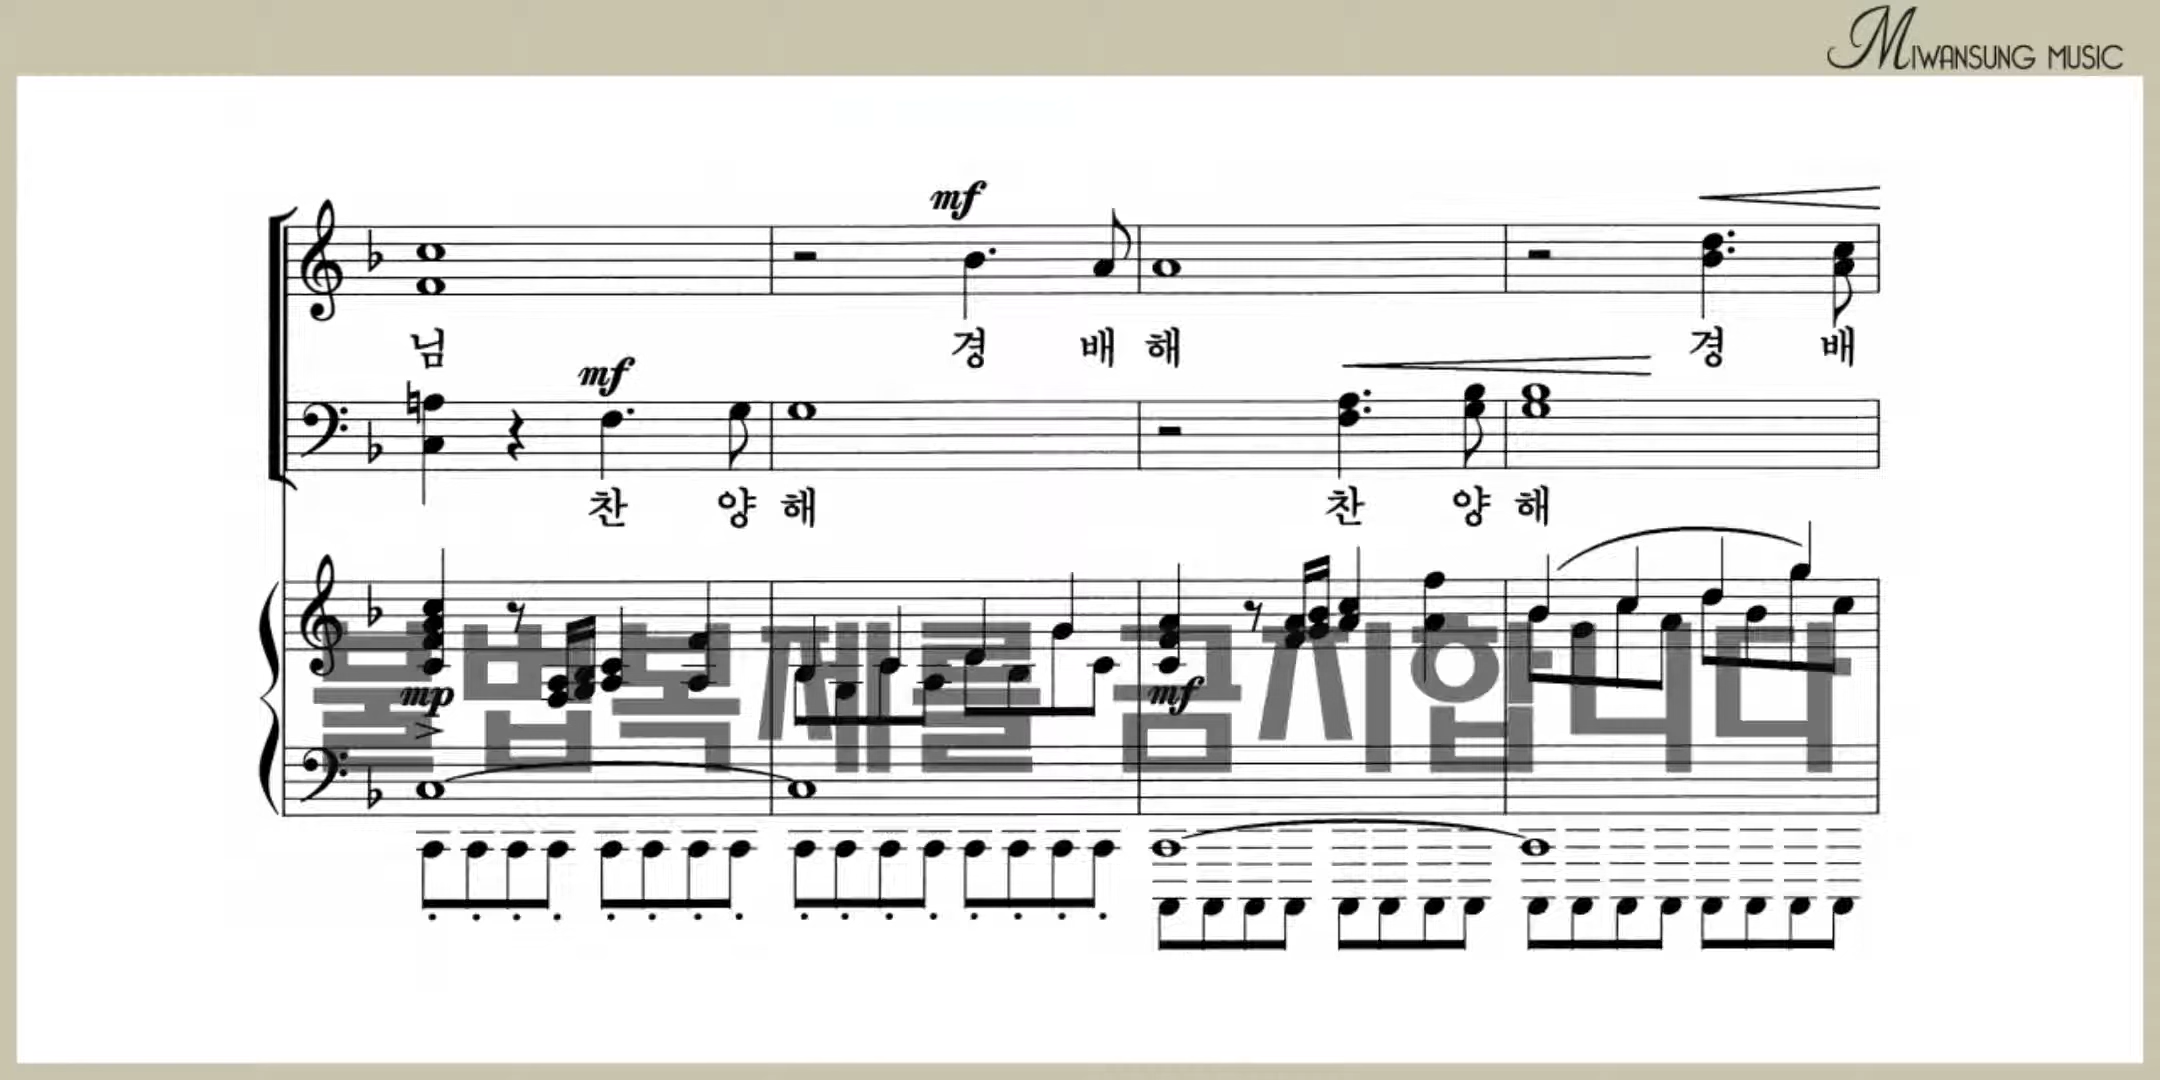 MIWANSUNG MUSIC
mf
님 경 배 해 경 배
mf
찬 양 해 찬 양 해
불법복제를 금지합니다
mp mf